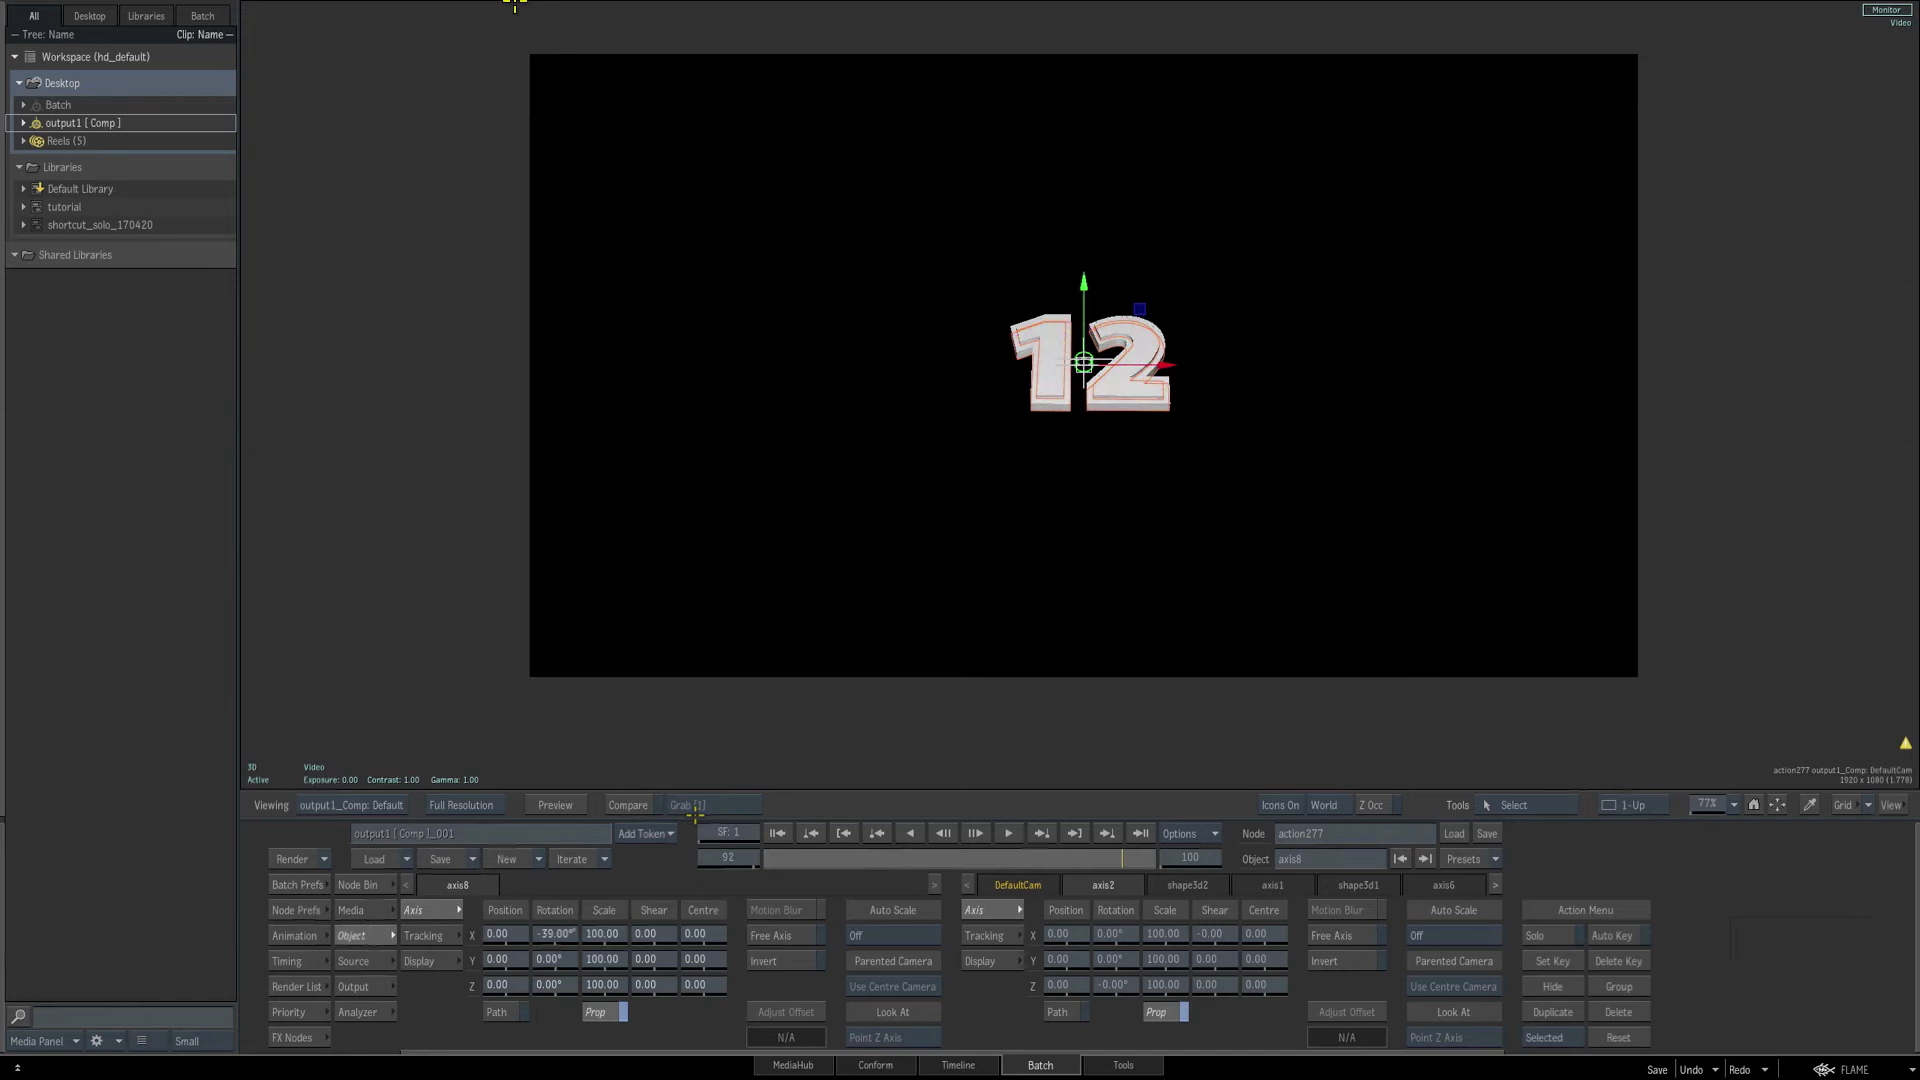 All Desktop Libraries Batch
Tree: Name Clip: Name
Workspace (hd_default)
Desktop
Batch
output1 [ Comp ]
Reels (5)
Libraries
Default Library
tutorial
shortcut_solo_170420
Shared Libraries
Monitor
Video
12
3D Video
Active Exposure: 0.00 Contrast: 1.00 Gamma: 1.00
action277 output1_Comp: DefaultCam
1920 x 1080 (1.778)
Viewing output1_Comp: Default Full Resolution Preview Compare Grab [1] Icons On World Z Occ Tools Select 1-Up 77% Grid View
output1 [ Comp ]_001 Add Token SF: 1 Options Node action277 Load Save
Render Load Save New Iterate 92 100 Object axis8 Presets
Batch Prefs Node Bin < axis8 > < DefaultCam axis2 shape3d2 axis1 shape3d1 axis6 >
Node Prefs Media Axis Position Rotation Scale Shear Centre Motion Blur Auto Scale Axis Position Rotation Scale Shear Centre Motion Blur Auto Scale Action Menu
Animation Object Tracking X 0.00 -39.00° 100.00 0.00 0.00 Free Axis Off Tracking X 0.00 0.00° 100.00 -0.00 0.00 Free Axis Off Solo Auto Key
Timing Source Display Y 0.00 0.00° 100.00 0.00 0.00 Invert Parented Camera Display Y 0.00 0.00° 100.00 0.00 0.00 Invert Parented Camera Set Key Delete Key
Render List Output Z 0.00 0.00° 100.00 0.00 0.00 Use Centre Camera Z 0.00 -0.00° 100.00 0.00 0.00 Use Centre Camera Hide Group
Priority Analyzer Path Prop Adjust Offset Look At Path Prop Adjust Offset Look At Duplicate Delete
FX Nodes N/A Point Z Axis N/A Point Z Axis Selected Reset
Media Panel Small
MediaHub Conform Timeline Batch Tools
Save Undo Redo FLAME